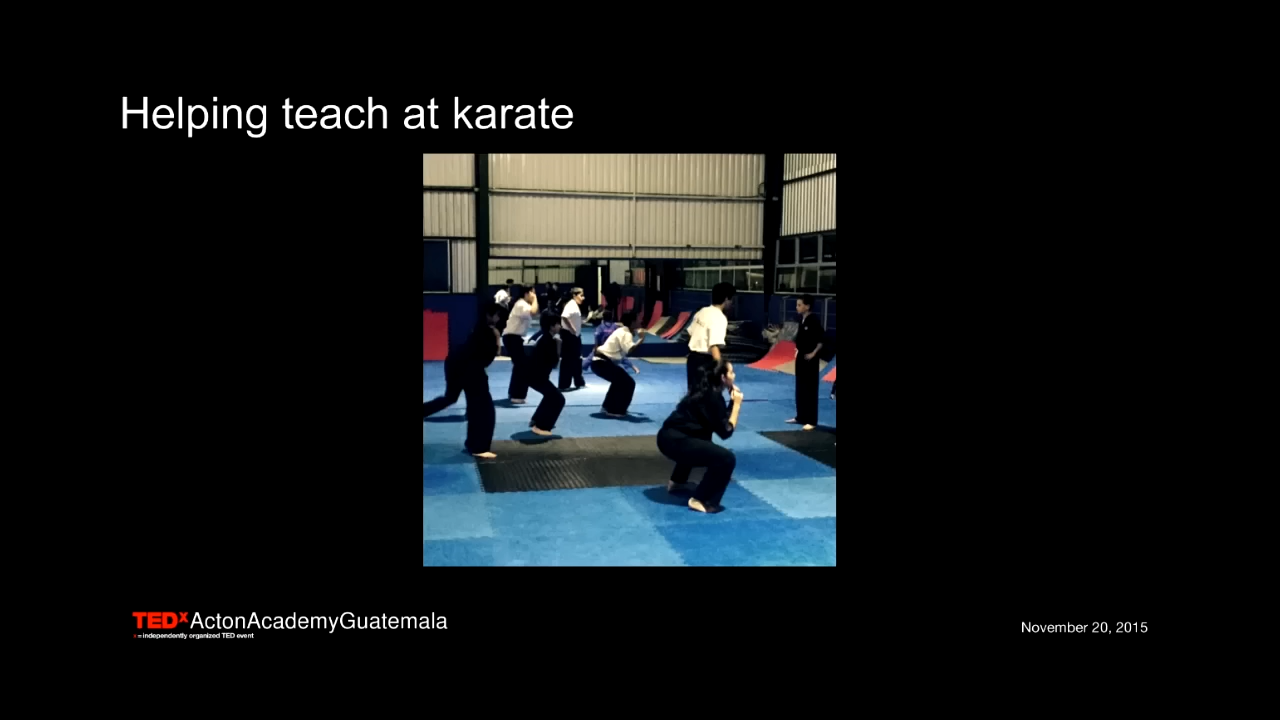 Helping teach at karate
TEDxActonAcademyGuatemala
x = independently organized TED event
November 20, 2015